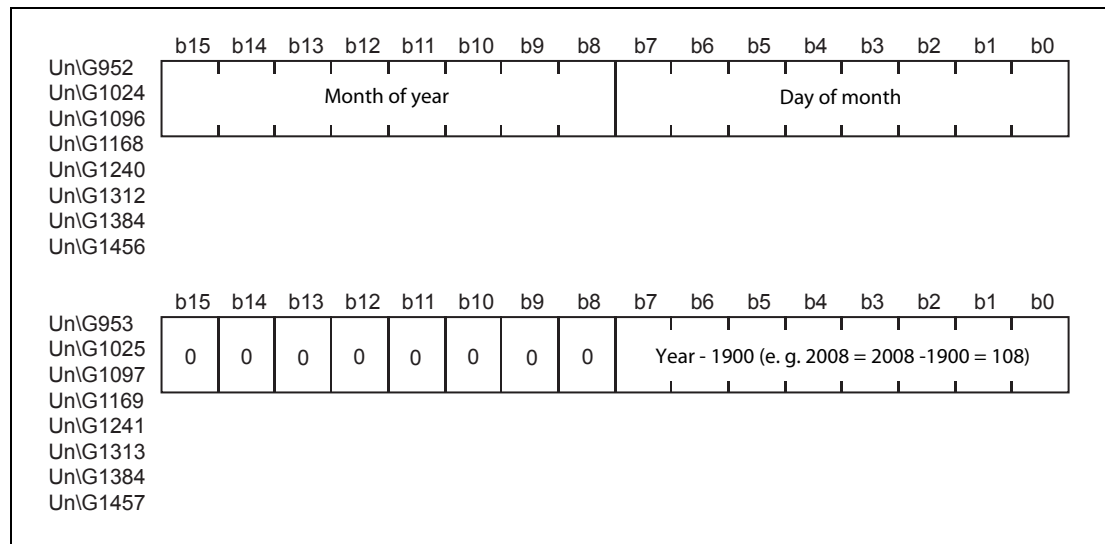 b15 b14 b13 b12 b11 b10 b9 b8 b7 b6 b5 b4 b3 b2 b1 b0
Un\G952
Un\G1024
Month of year Day of month
Un\G1096
Un\G1168
Un\G1240
Un\G1312
Un\G1384
Un\G1456
b15 b14 b13 b12 b11 b10 b9 b8 b7 b6 b5 b4 b3 b2 b1 b0
Un\G953
Un\G1025
0 0 0 0 0 0 0 0 Year - 1900 (e. g. 2008 = 2008 -1900 = 108)
Un\G1097
Un\G1169
Un\G1241
Un\G1313
Un\G1384
Un\G1457